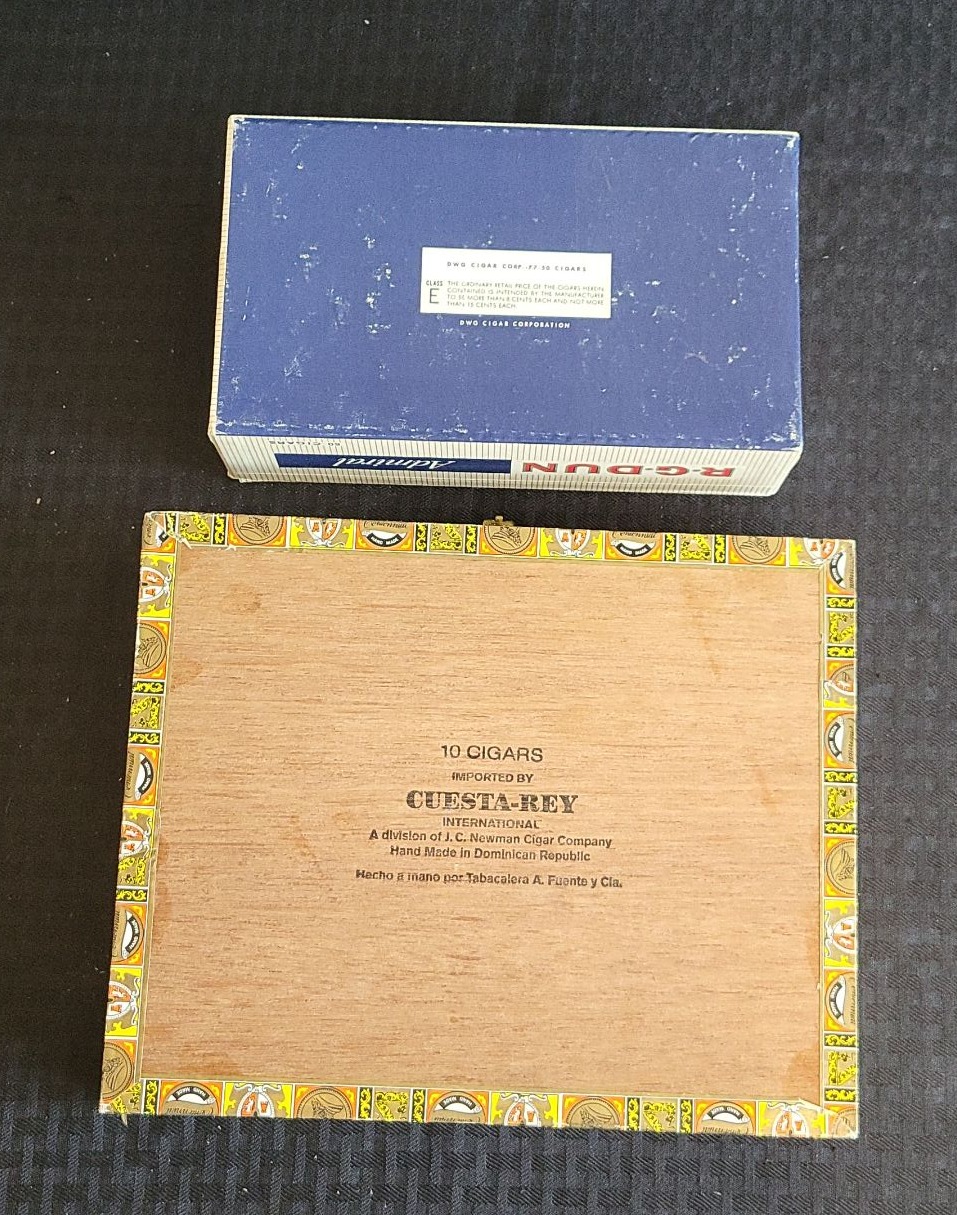 DWG CIGAR CORP.-P7-50 CIGARS
CLASS E
THE ORDINARY RETAIL PRICE OF THE CIGARS HEREIN
CONTAINED IS INTENDED BY THE MANUFACTURER
TO BE MORE THAN 8 CENTS EACH AND NOT MORE
THAN 15 CENTS EACH.
DWG CIGAR CORPORATION
50 CIGARS
R.G. DUN
Admiral
10 CIGARS
IMPORTED BY
CUESTA-REY
INTERNATIONAL
A division of J. C. Newman Cigar Company
Hand Made in Dominican Republic
Hecho a mano por Tabacalera A. Fuente y Cia.